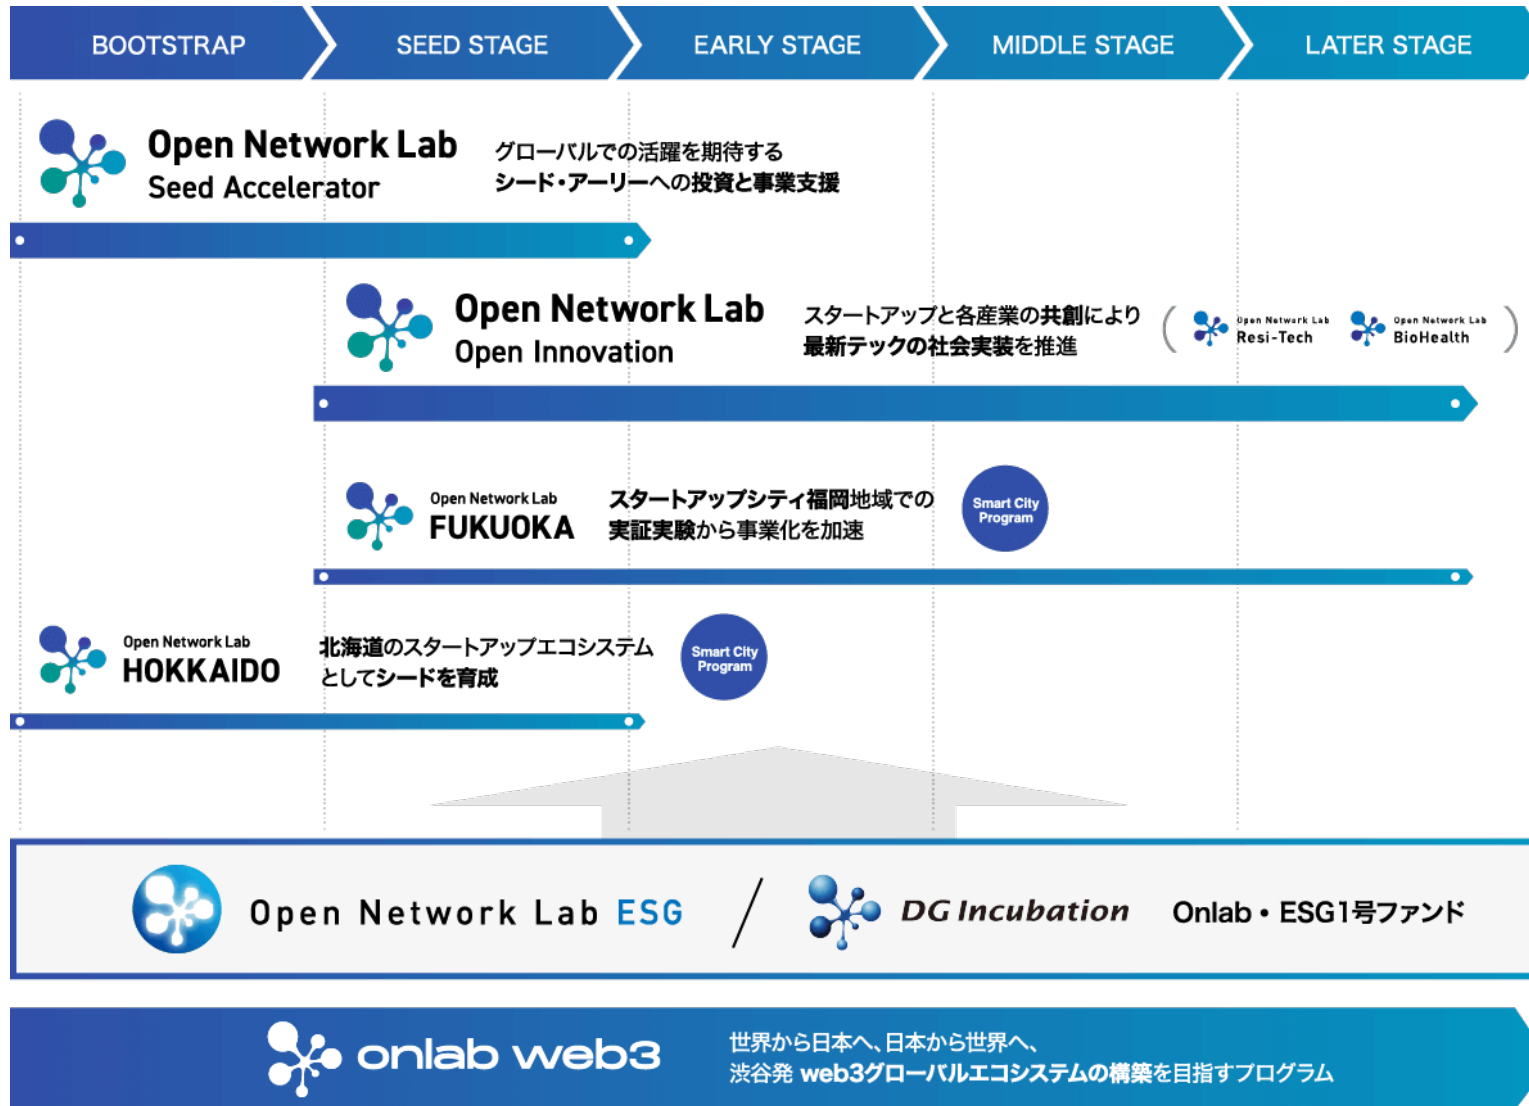 BOOTSTRAP
SEED STAGE
EARLY STAGE
MIDDLE STAGE
LATER STAGE
Open Network Lab
Seed Accelerator
グローバルでの活躍を期待する
シード・アーリーへの投資と事業支援
Open Network Lab
Open Innovation
スタートアップと各産業の共創により
最新テックの社会実装を推進
(
Open Network Lab
Resi-Tech
Open Network Lab
BioHealth
)
Open Network Lab
FUKUOKA
スタートアップシティ福岡地域での
実証実験から事業化を加速
Smart City
Program
Open Network Lab
HOKKAIDO
北海道のスタートアップエコシステム
としてシードを育成
Smart City
Program
Open Network Lab ESG
/
DG Incubation
Onlab・ESG1号ファンド
onlab web3
世界から日本へ、日本から世界へ、
渋谷発 web3グローバルエコシステムの構築を目指すプログラム